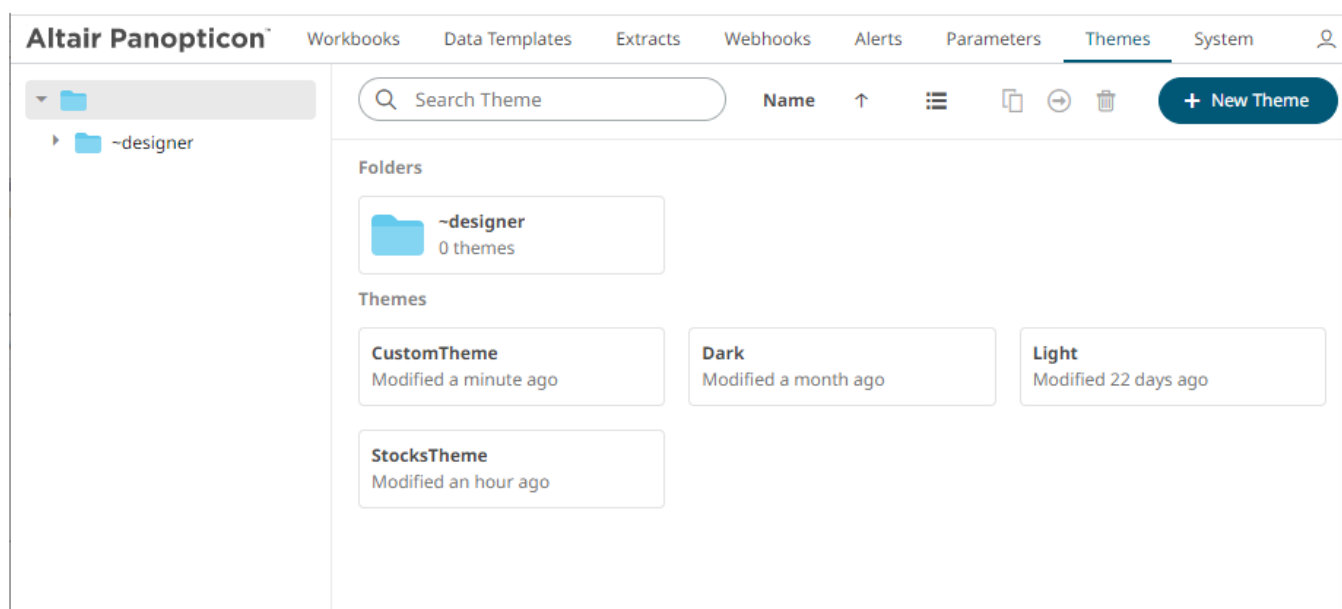 Altair Panopticon™ Workbooks Data Templates Extracts Webhooks Alerts Parameters Themes System
Search Theme Name ↑ + New Theme
~designer
Folders
~designer
0 themes
Themes
CustomTheme Dark Light
Modified a minute ago Modified a month ago Modified 22 days ago
StocksTheme
Modified an hour ago